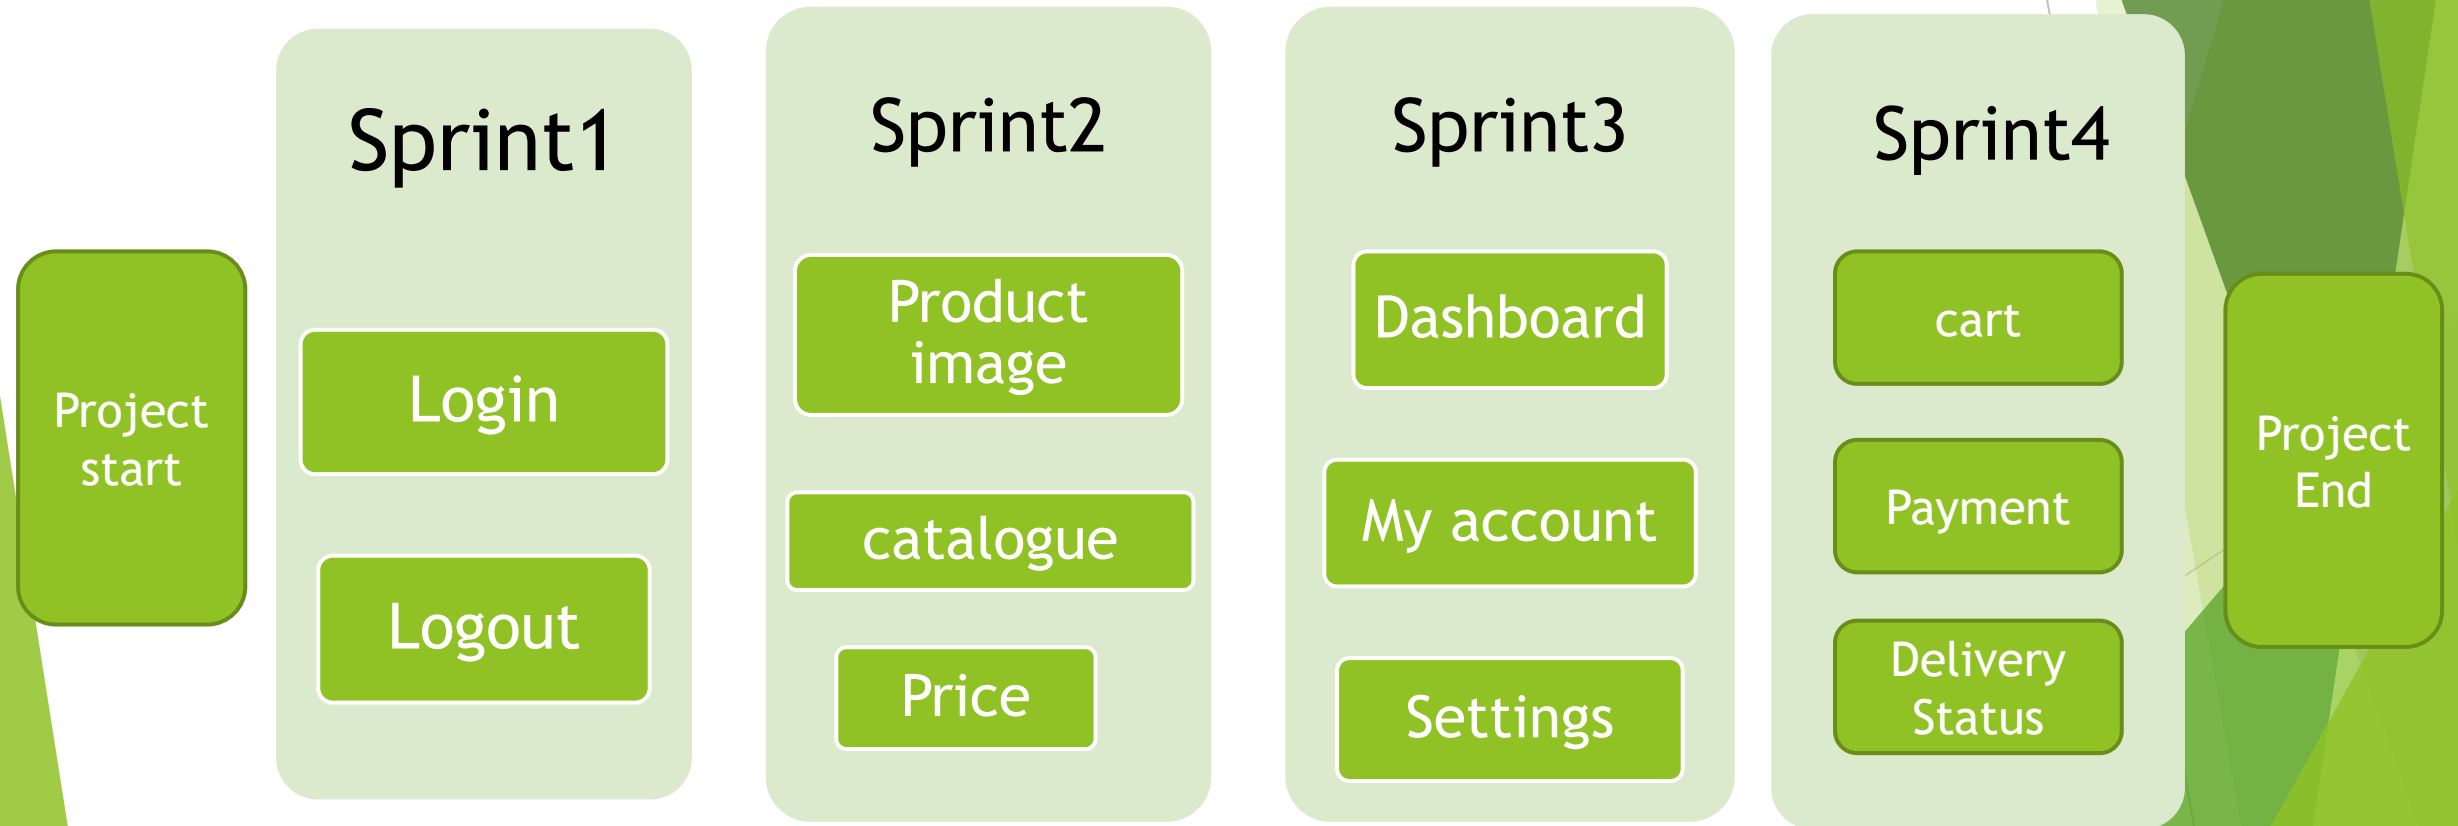 Project
start
Sprint1
Login
Logout
Sprint2
Product
image
catalogue
Price
Sprint3
Dashboard
My account
Settings
Sprint4
cart
Payment
Delivery
Status
Project
End